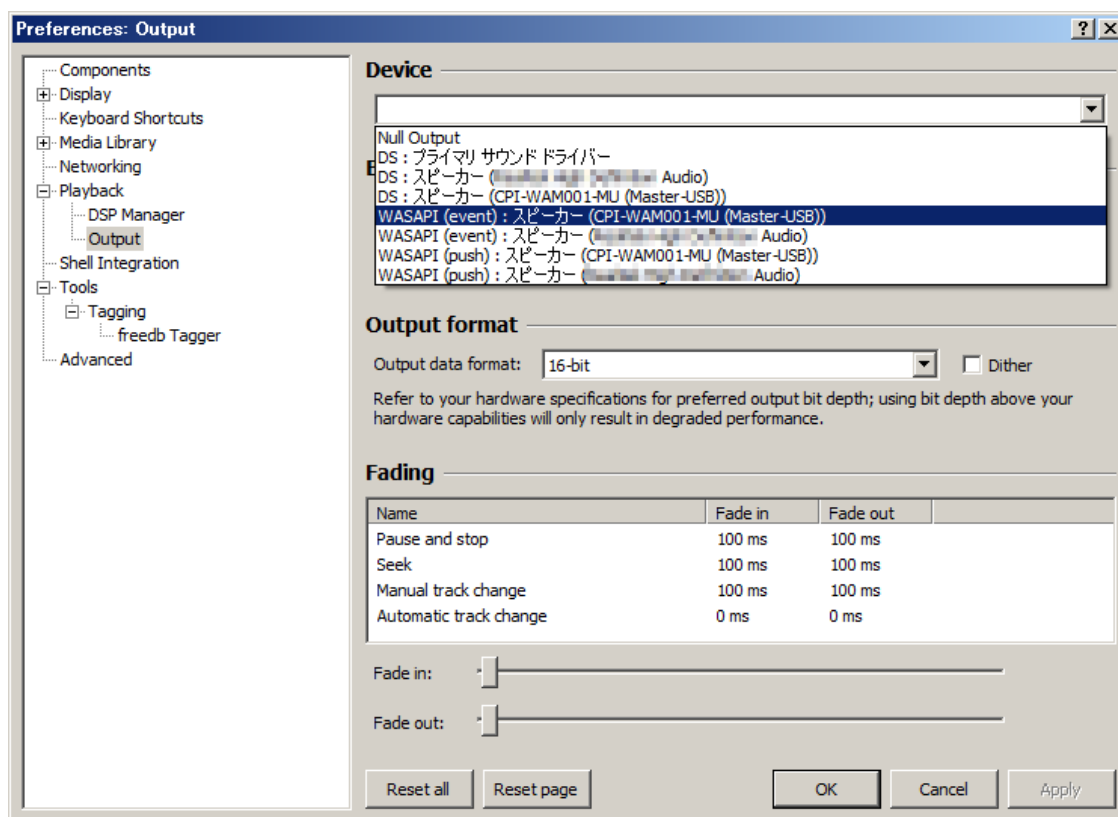 Preferences: Output
Components
Display
Keyboard Shortcuts
Media Library
Networking
Playback
DSP Manager
Output
Shell Integration
Tools
Tagging
freedb Tagger
Advanced
Device
Null Output
DS : プライマリ サウンド ドライバー
DS : スピーカー ( Audio)
DS : スピーカー (CPI-WAM001-MU (Master-USB))
WASAPI (event) : スピーカー (CPI-WAM001-MU (Master-USB))
WASAPI (event) : スピーカー ( Audio)
WASAPI (push) : スピーカー (CPI-WAM001-MU (Master-USB))
WASAPI (push) : スピーカー ( Audio)
Output format
Output data format: 16-bit Dither
Refer to your hardware specifications for preferred output bit depth; using bit depth above your
hardware capabilities will only result in degraded performance.
Fading
Name Fade in Fade out
Pause and stop 100 ms 100 ms
Seek 100 ms 100 ms
Manual track change 100 ms 100 ms
Automatic track change 0 ms 0 ms
Fade in:
Fade out:
Reset all Reset page OK Cancel Apply